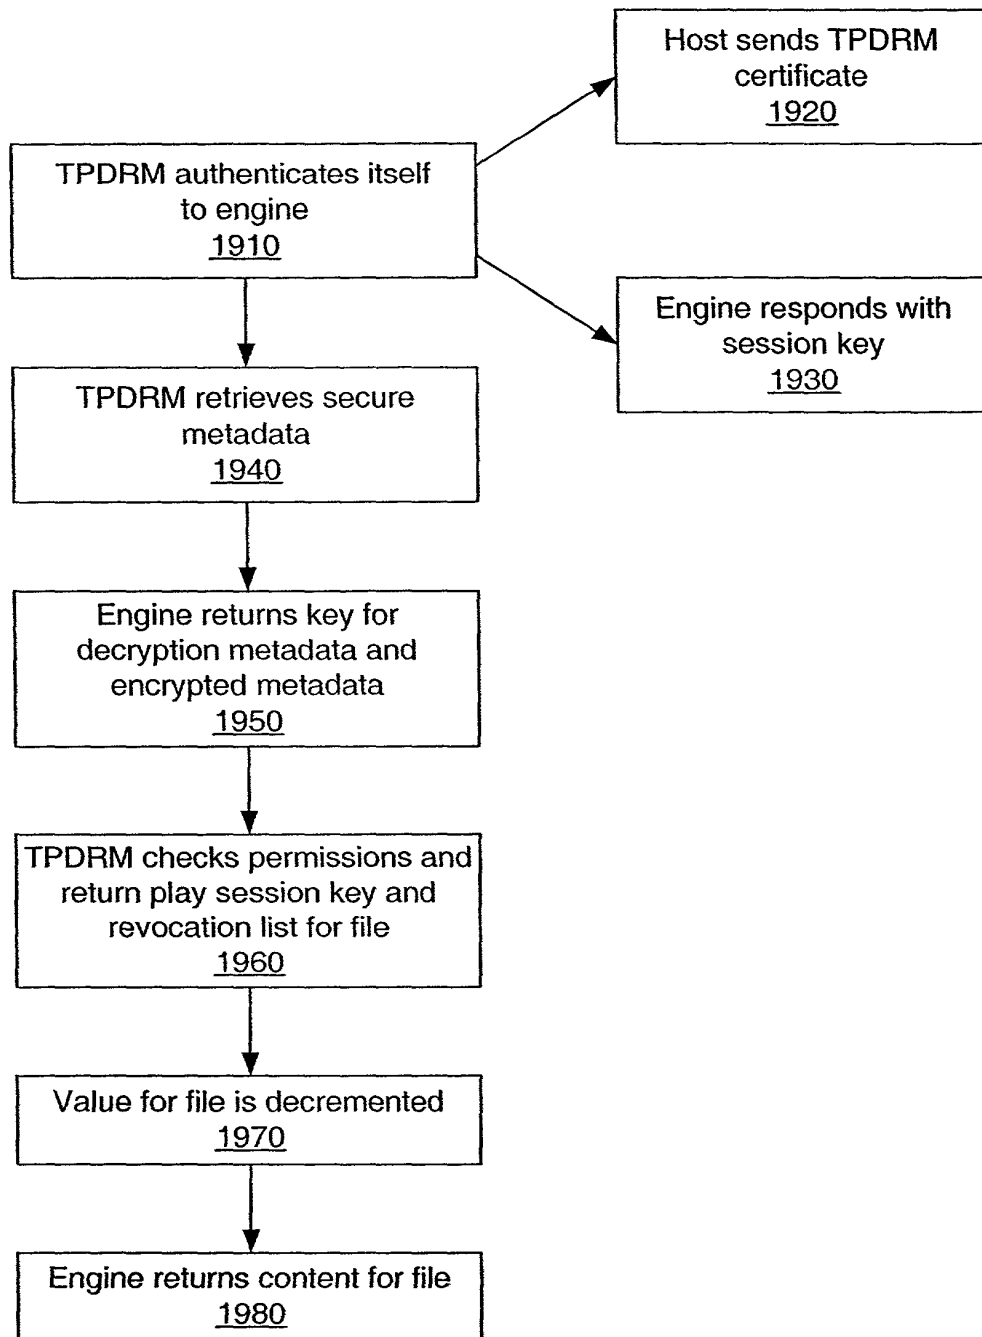 Host sends TPDRM
certificate
1920
TPDRM authenticates itself
to engine
1910
Engine responds with
session key
1930
TPDRM retrieves secure
metadata
1940
Engine returns key for
decryption metadata and
encrypted metadata
1950
TPDRM checks permissions and
return play session key and
revocation list for file
1960
Value for file is decremented
1970
Engine returns content for file
1980